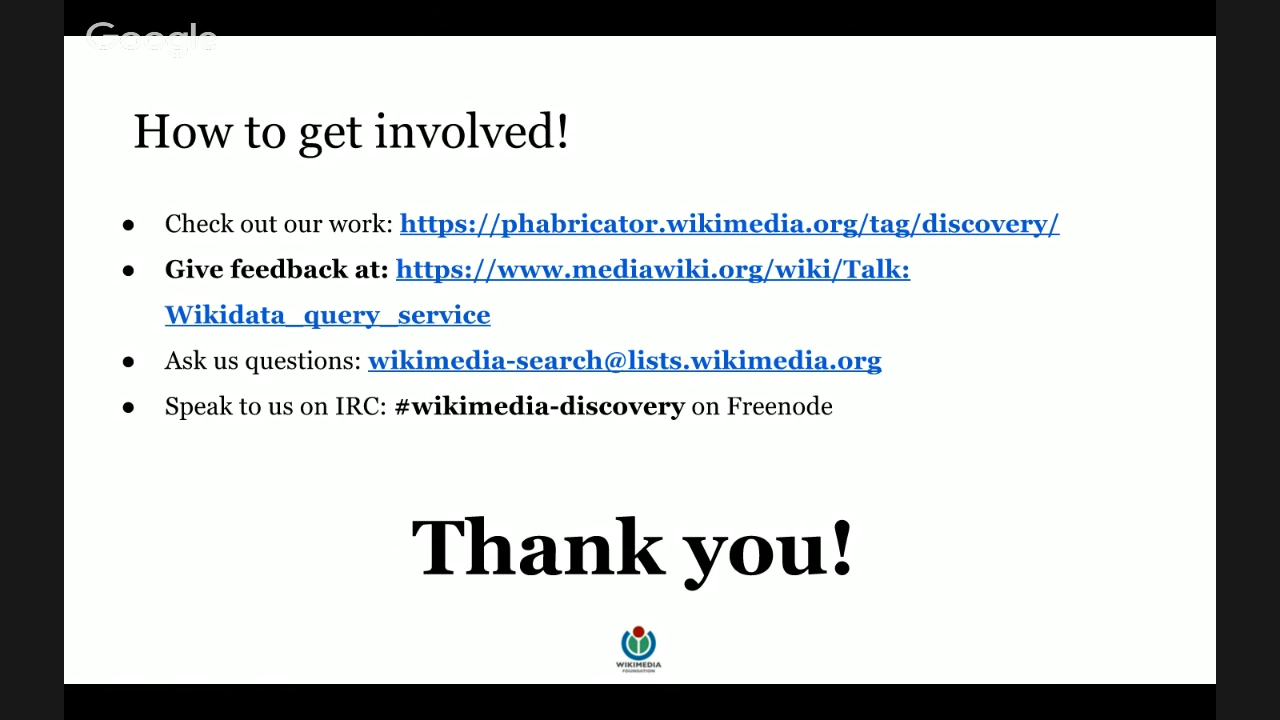 Google
How to get involved!
● Check out our work: https://phabricator.wikimedia.org/tag/discovery/
● Give feedback at: https://www.mediawiki.org/wiki/Talk:
Wikidata_query_service
● Ask us questions: wikimedia-search@lists.wikimedia.org
● Speak to us on IRC: #wikimedia-discovery on Freenode
Thank you!
WIKIMEDIA
FOUNDATION